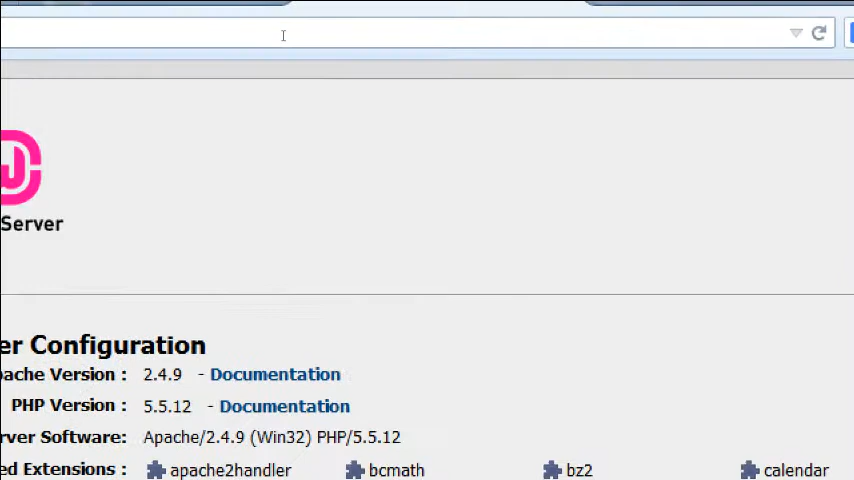 Server
er Configuration
ache Version : 2.4.9 - Documentation
PHP Version : 5.5.12 - Documentation
rver Software: Apache/2.4.9 (Win32) PHP/5.5.12
ed Extensions : apache2handler bcmath bz2 calendar